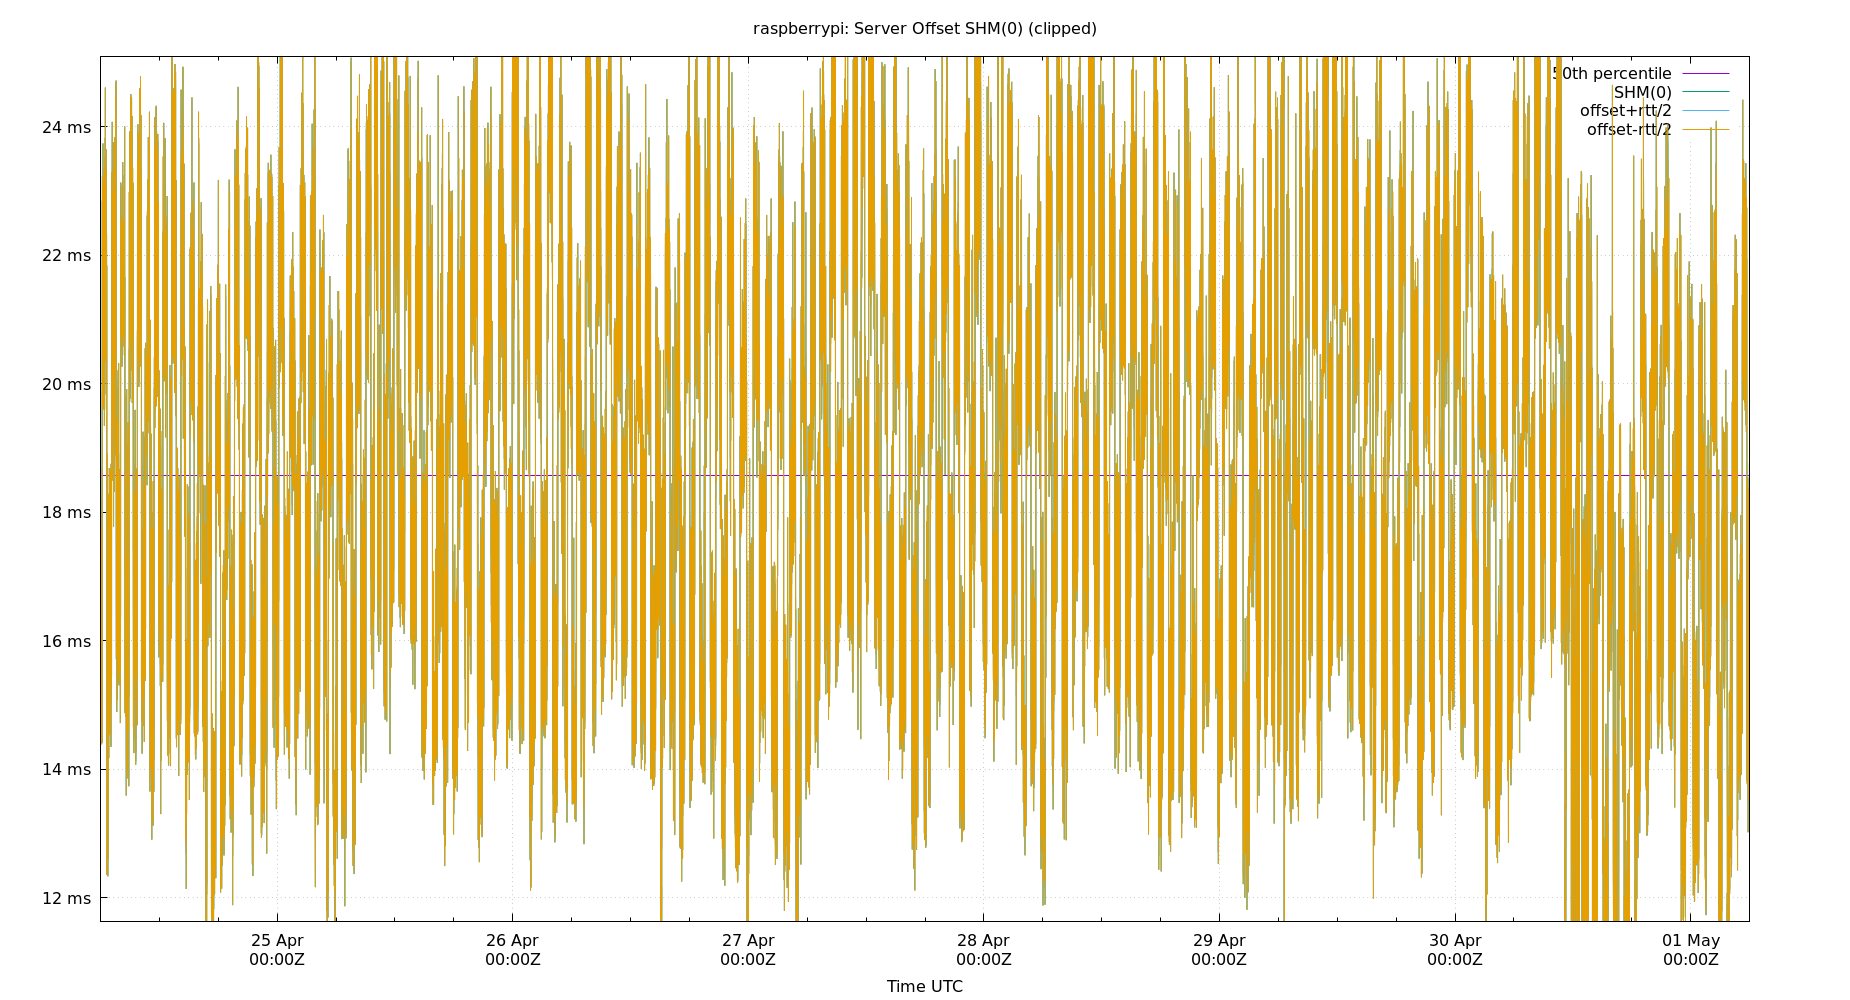 raspberrypi: Server Offset SHM(0) (clipped)
50th percentile
SHM(0)
offset+rtt/2
offset-rtt/2
24 ms
22 ms
20 ms
18 ms
16 ms
14 ms
12 ms
25 Apr
00:00Z
26 Apr
00:00Z
27 Apr
00:00Z
28 Apr
00:00Z
29 Apr
00:00Z
30 Apr
00:00Z
01 May
00:00Z
Time UTC